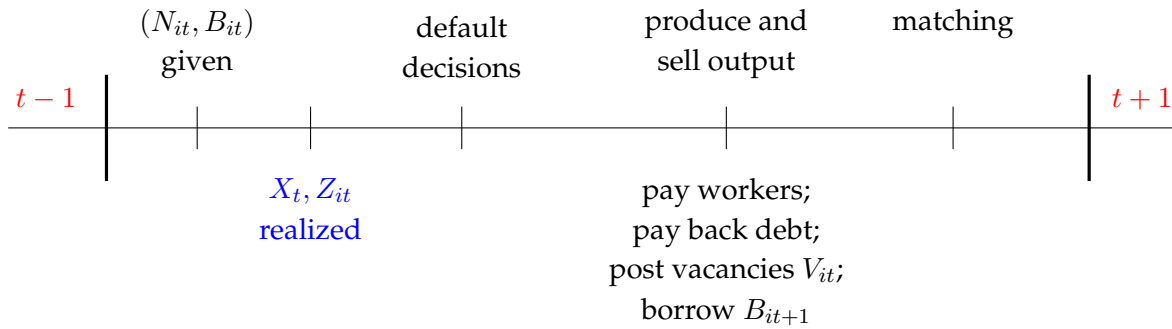 (N_{it}, B_{it})
given
default
decisions
produce and
sell output
matching
t − 1
t + 1
X_t, Z_{it}
realized
pay workers;
pay back debt;
post vacancies V_{it};
borrow B_{it+1}